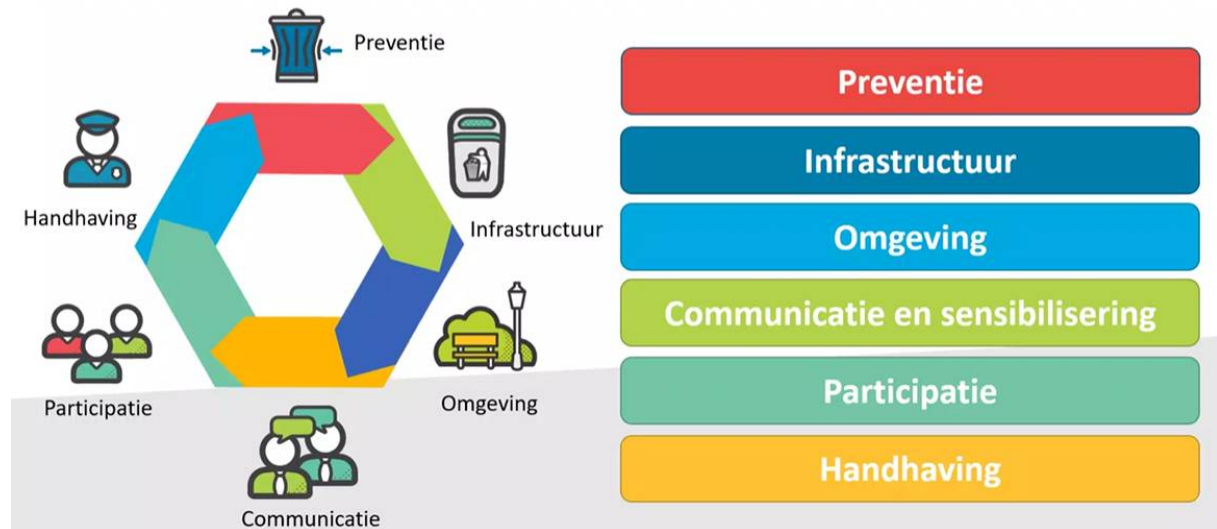 Preventie
Handhaving
Infrastructuur
Participatie
Omgeving
Communicatie
Preventie
Infrastructuur
Omgeving
Communicatie en sensibilisering
Participatie
Handhaving